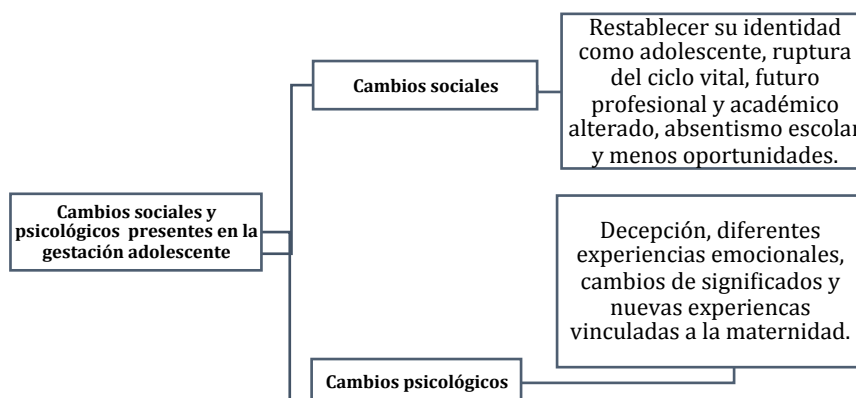 Restablecer su identidad
como adolescente, ruptura
del ciclo vital, futuro
profesional y académico
alterado, absentismo escolar
y menos oportunidades.
Cambios sociales
Cambios sociales y
psicológicos presentes en la
gestación adolescente
Decepción, diferentes
experiencias emocionales,
cambios de significados y
nuevas experiencas
vinculadas a la maternidad.
Cambios psicológicos